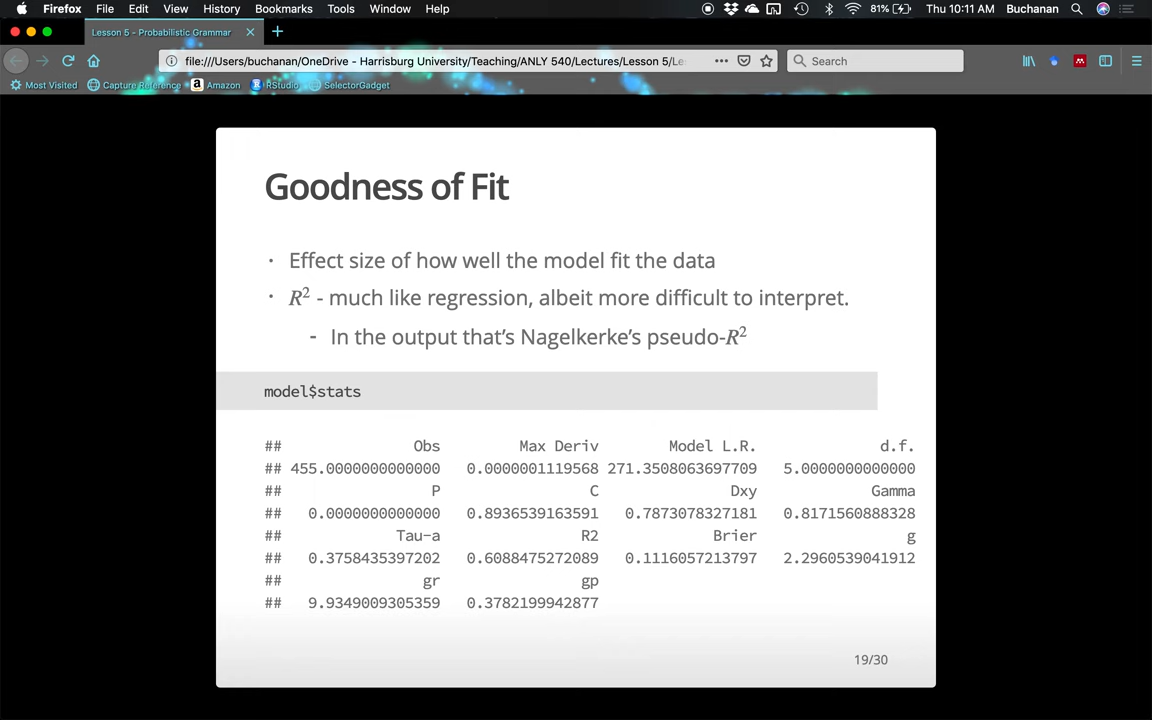 Firefox File Edit View History Bookmarks Tools Window Help 81% Thu 10:11 AM Buchanan
Lesson 5 - Probabilistic Grammar
file:///Users/buchanan/OneDrive - Harrisburg University/Teaching/ANLY 540/Lectures/Lesson 5/Le Search
Most Visited Capture Reference Amazon RStudio SelectorGadget
Goodness of Fit
· Effect size of how well the model fit the data
· R² - much like regression, albeit more difficult to interpret.
- In the output that's Nagelkerke's pseudo-R²
model$stats
## Obs Max Deriv Model L.R. d.f.
## 455.0000000000000 0.0000001119568 271.3508063697709 5.0000000000000
## P C Dxy Gamma
## 0.0000000000000 0.8936539163591 0.7873078327181 0.8171560888328
## Tau-a R2 Brier g
## 0.3758435397202 0.6088475272089 0.1116057213797 2.2960539041912
## gr gp
## 9.9349009305359 0.3782199942877
19/30